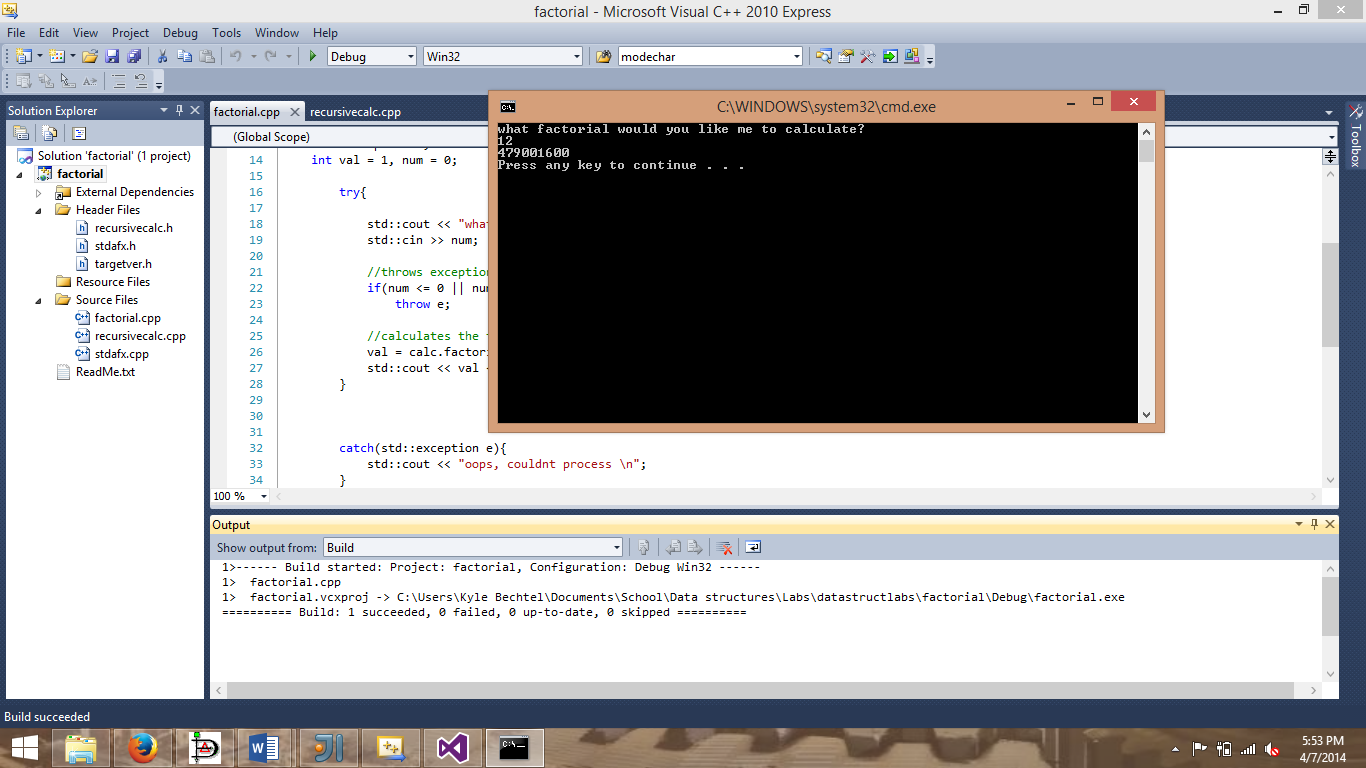 factorial - Microsoft Visual C++ 2010 Express
File Edit View Project Debug Tools Window Help
Debug Win32 modechar
Solution Explorer
Solution 'factorial' (1 project)
factorial
External Dependencies
Header Files
recursivecalc.h
stdafx.h
targetver.h
Resource Files
Source Files
factorial.cpp
recursivecalc.cpp
stdafx.cpp
ReadMe.txt
factorial.cpp recursivecalc.cpp
(Global Scope)
14 int val = 1, num = 0;
15
16 try{
17
18 std::cout << "what
19 std::cin >> num;
20
21 //throws exception
22 if(num <= 0 || num
23 throw e;
24
25 //calculates the
26 val = calc.factori
27 std::cout << val
28 }
29
30
31
32 catch(std::exception e){
33 std::cout << "oops, couldnt process \n";
34 }
100 %
C:\WINDOWS\system32\cmd.exe
what factorial would you like me to calculate?
12
479001600
Press any key to continue . . .
Toolbox
Output
Show output from: Build
1>------ Build started: Project: factorial, Configuration: Debug Win32 ------
1> factorial.cpp
1> factorial.vcxproj -> C:\Users\Kyle Bechtel\Documents\School\Data structures\Labs\datastructlabs\factorial\Debug\factorial.exe
========== Build: 1 succeeded, 0 failed, 0 up-to-date, 0 skipped ==========
Build succeeded
5:53 PM
4/7/2014